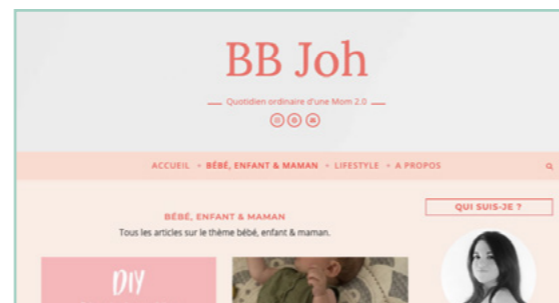 BB Joh
Quotidien ordinaire d'une Mom 2.0
ACCUEIL BÉBÉ, ENFANT & MAMAN LIFESTYLE A PROPOS
BÉBÉ, ENFANT & MAMAN
Tous les articles sur le thème bébé, enfant & maman.
QUI SUIS-JE ?
DIY